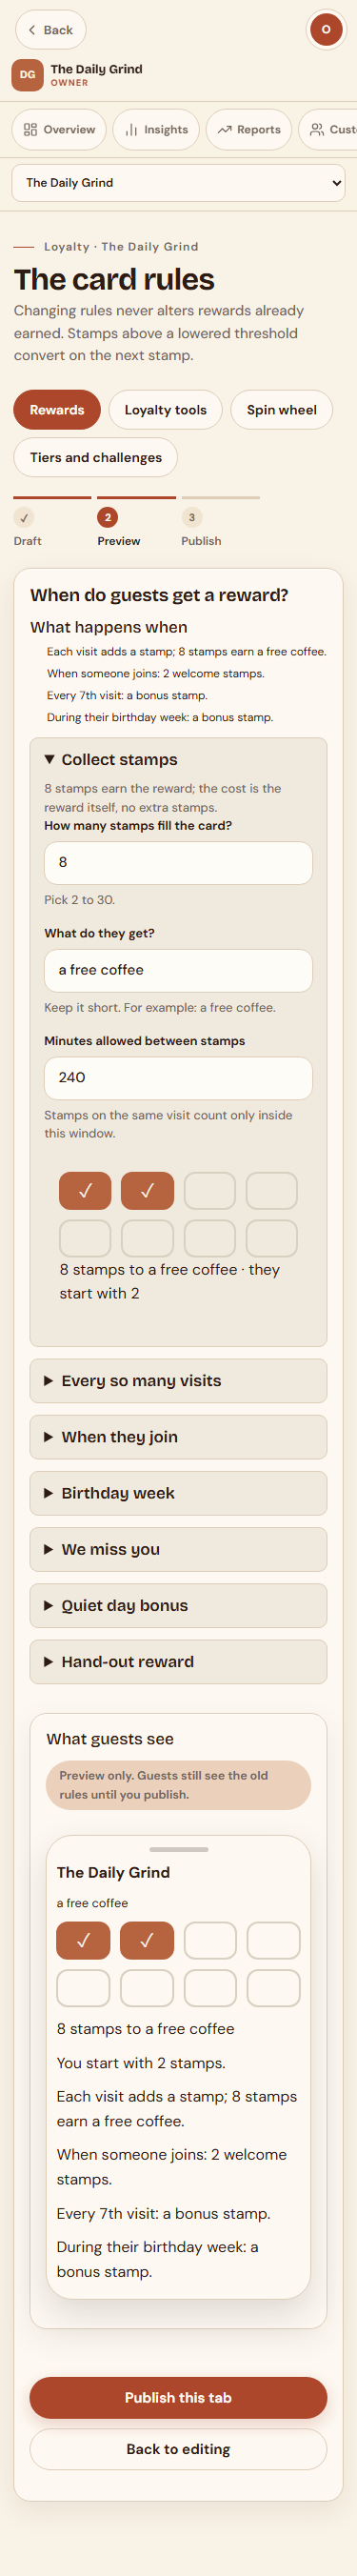 Back
O
DG
The Daily Grind
OWNER
Overview
Insights
Reports
Cust
The Daily Grind
Loyalty · The Daily Grind
The card rules
Changing rules never alters rewards already
earned. Stamps above a lowered threshold
convert on the next stamp.
Rewards
Loyalty tools
Spin wheel
Tiers and challenges
✓
2
3
Draft
Preview
Publish
When do guests get a reward?
What happens when
Each visit adds a stamp; 8 stamps earn a free coffee.
When someone joins: 2 welcome stamps.
Every 7th visit: a bonus stamp.
During their birthday week: a bonus stamp.
Collect stamps
8 stamps earn the reward; the cost is the
reward itself, no extra stamps.
How many stamps fill the card?
8
Pick 2 to 30.
What do they get?
a free coffee
Keep it short. For example: a free coffee.
Minutes allowed between stamps
240
Stamps on the same visit count only inside
this window.
✓ ✓
8 stamps to a free coffee · they
start with 2
Every so many visits
When they join
Birthday week
We miss you
Quiet day bonus
Hand-out reward
What guests see
Preview only. Guests still see the old
rules until you publish.
The Daily Grind
a free coffee
✓ ✓
8 stamps to a free coffee
You start with 2 stamps.
Each visit adds a stamp; 8 stamps
earn a free coffee.
When someone joins: 2 welcome
stamps.
Every 7th visit: a bonus stamp.
During their birthday week: a
bonus stamp.
Publish this tab
Back to editing